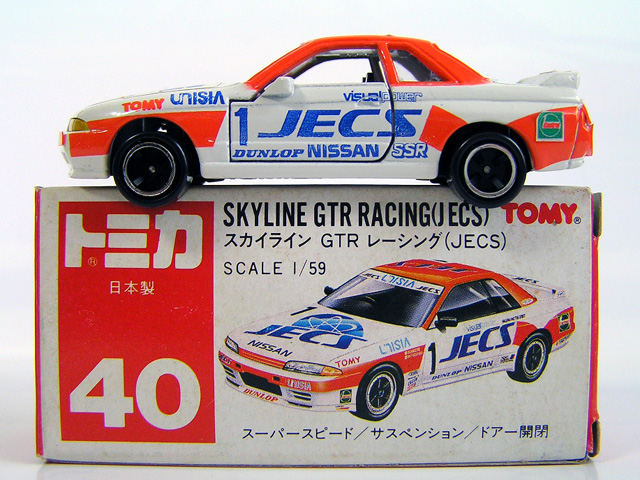 TOMY UNISIA visual power
1 JECS
DUNLOP NISSAN SSR
トミカ SKYLINE GTR RACING(JECS) TOMY®
® スカイライン GTR レーシング(JECS)
日本製 SCALE 1/59
UNISIA JECS
JECS UNISIA TOMY
NISSAN 1 JECS
UNISIA DUNLOP NISSAN
DUNLOP
40
スーパースピード/サスペンション/ドアー開閉